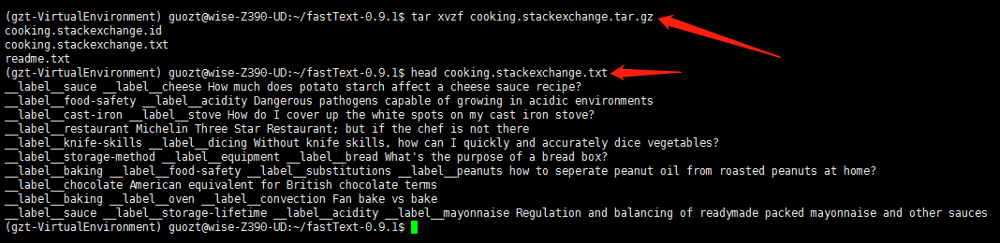 (gzt-VirtualEnvironment) guozt@wise-Z390-UD:~/fastText-0.9.1$ tar xvzf cooking.stackexchange.tar.gz
cooking.stackexchange.id
cooking.stackexchange.txt
readme.txt
(gzt-VirtualEnvironment) guozt@wise-Z390-UD:~/fastText-0.9.1$ head cooking.stackexchange.txt
__label__sauce __label__cheese How much does potato starch affect a cheese sauce recipe?
__label__food-safety __label__acidity Dangerous pathogens capable of growing in acidic environments
__label__cast-iron __label__stove How do I cover up the white spots on my cast iron stove?
__label__restaurant Michelin Three Star Restaurant; but if the chef is not there
__label__knife-skills __label__dicing Without knife skills, how can I quickly and accurately dice vegetables?
__label__storage-method __label__equipment __label__bread What's the purpose of a bread box?
__label__baking __label__food-safety __label__substitutions __label__peanuts how to seperate peanut oil from roasted peanuts at home?
__label__chocolate American equivalent for British chocolate terms
__label__baking __label__oven __label__convection Fan bake vs bake
__label__sauce __label__storage-lifetime __label__acidity __label__mayonnaise Regulation and balancing of readymade packed mayonnaise and other sauces
(gzt-VirtualEnvironment) guozt@wise-Z390-UD:~/fastText-0.9.1$